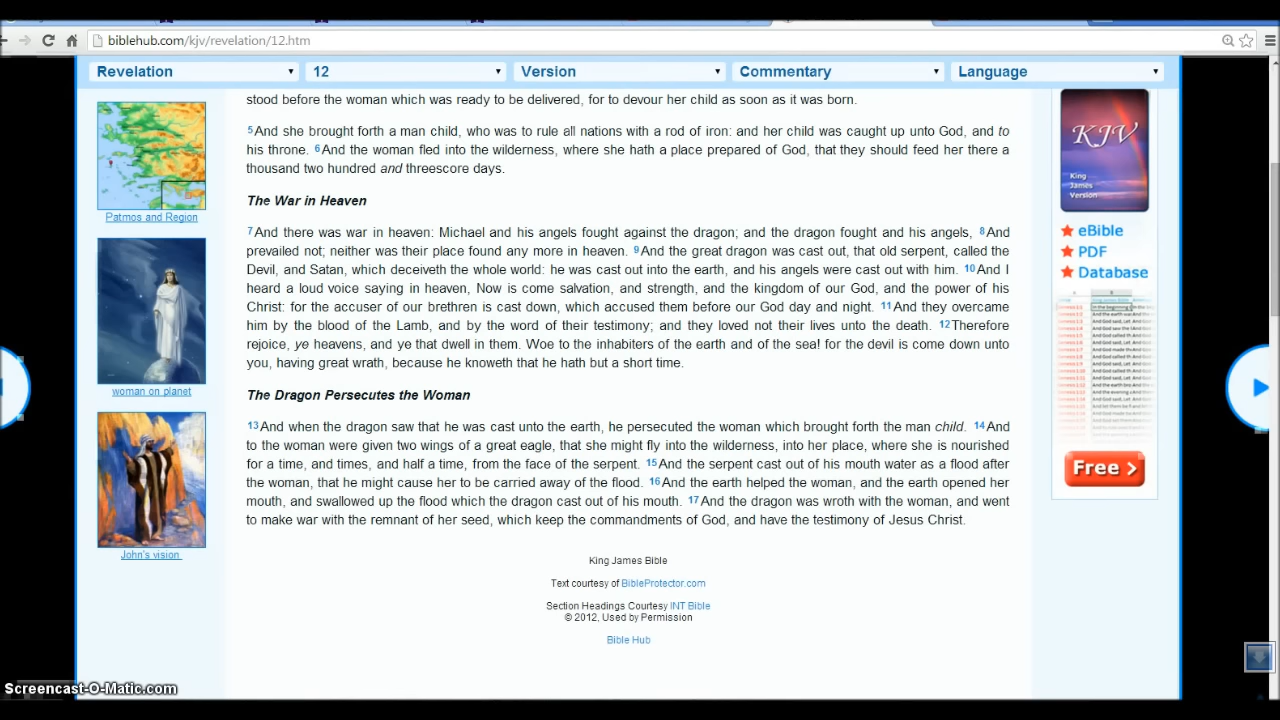 biblehub.com/kjv/revelation/12.htm
Revelation 12 Version Commentary Language
stood before the woman which was ready to be delivered, for to devour her child as soon as it was born.
5And she brought forth a man child, who was to rule all nations with a rod of iron: and her child was caught up unto God, and to
his throne. 6And the woman fled into the wilderness, where she hath a place prepared of God, that they should feed her there a
thousand two hundred and threescore days.
The War in Heaven
7And there was war in heaven: Michael and his angels fought against the dragon; and the dragon fought and his angels, 8And
prevailed not; neither was their place found any more in heaven. 9And the great dragon was cast out, that old serpent, called the
Devil, and Satan, which deceiveth the whole world: he was cast out into the earth, and his angels were cast out with him. 10And I
heard a loud voice saying in heaven, Now is come salvation, and strength, and the kingdom of our God, and the power of his
Christ: for the accuser of our brethren is cast down, which accused them before our God day and night. 11And they overcame
him by the blood of the Lamb, and by the word of their testimony; and they loved not their lives unto the death. 12Therefore
rejoice, ye heavens, and ye that dwell in them. Woe to the inhabiters of the earth and of the sea! for the devil is come down unto
you, having great wrath, because he knoweth that he hath but a short time.
The Dragon Persecutes the Woman
13And when the dragon saw that he was cast unto the earth, he persecuted the woman which brought forth the man child. 14And
to the woman were given two wings of a great eagle, that she might fly into the wilderness, into her place, where she is nourished
for a time, and times, and half a time, from the face of the serpent. 15And the serpent cast out of his mouth water as a flood after
the woman, that he might cause her to be carried away of the flood. 16And the earth helped the woman, and the earth opened her
mouth, and swallowed up the flood which the dragon cast out of his mouth. 17And the dragon was wroth with the woman, and went
to make war with the remnant of her seed, which keep the commandments of God, and have the testimony of Jesus Christ.
King James Bible
Text courtesy of BibleProtector.com
Section Headings Courtesy INT Bible
© 2012, Used by Permission
Bible Hub
Patmos and Region
woman on planet
John's vision
KJV
King
James
Version
eBible
PDF
Database
Free >
Screencast-O-Matic.com